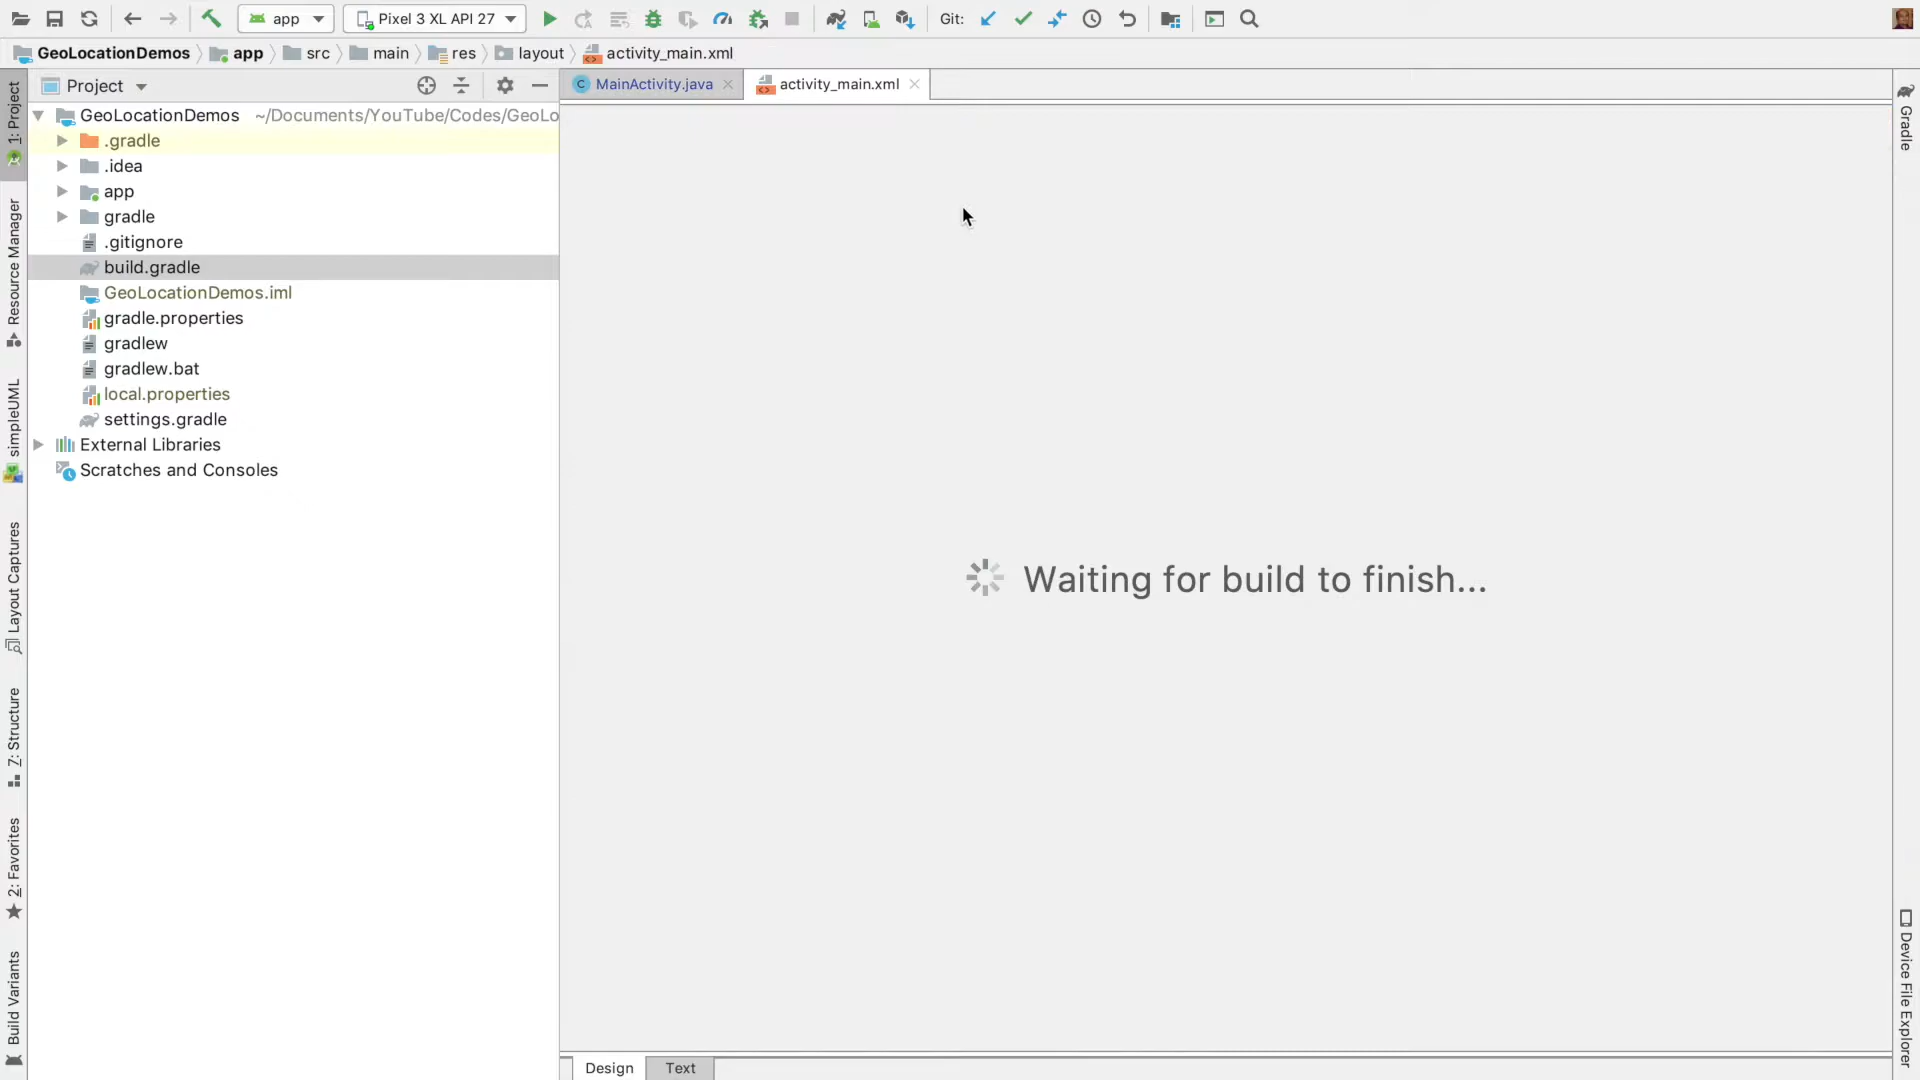 app
Pixel 3 XL API 27
Git:
GeoLocationDemos
app
src
main
res
layout
activity_main.xml
Project
MainActivity.java
activity_main.xml
GeoLocationDemos ~/Documents/YouTube/Codes/GeoLo
.gradle
.idea
app
gradle
.gitignore
build.gradle
GeoLocationDemos.iml
gradle.properties
gradlew
gradlew.bat
local.properties
settings.gradle
External Libraries
Scratches and Consoles
Waiting for build to finish...
Design
Text
1: Project
Resource Manager
simpleUML
Layout Captures
7: Structure
2: Favorites
Build Variants
Gradle
Device File Explorer